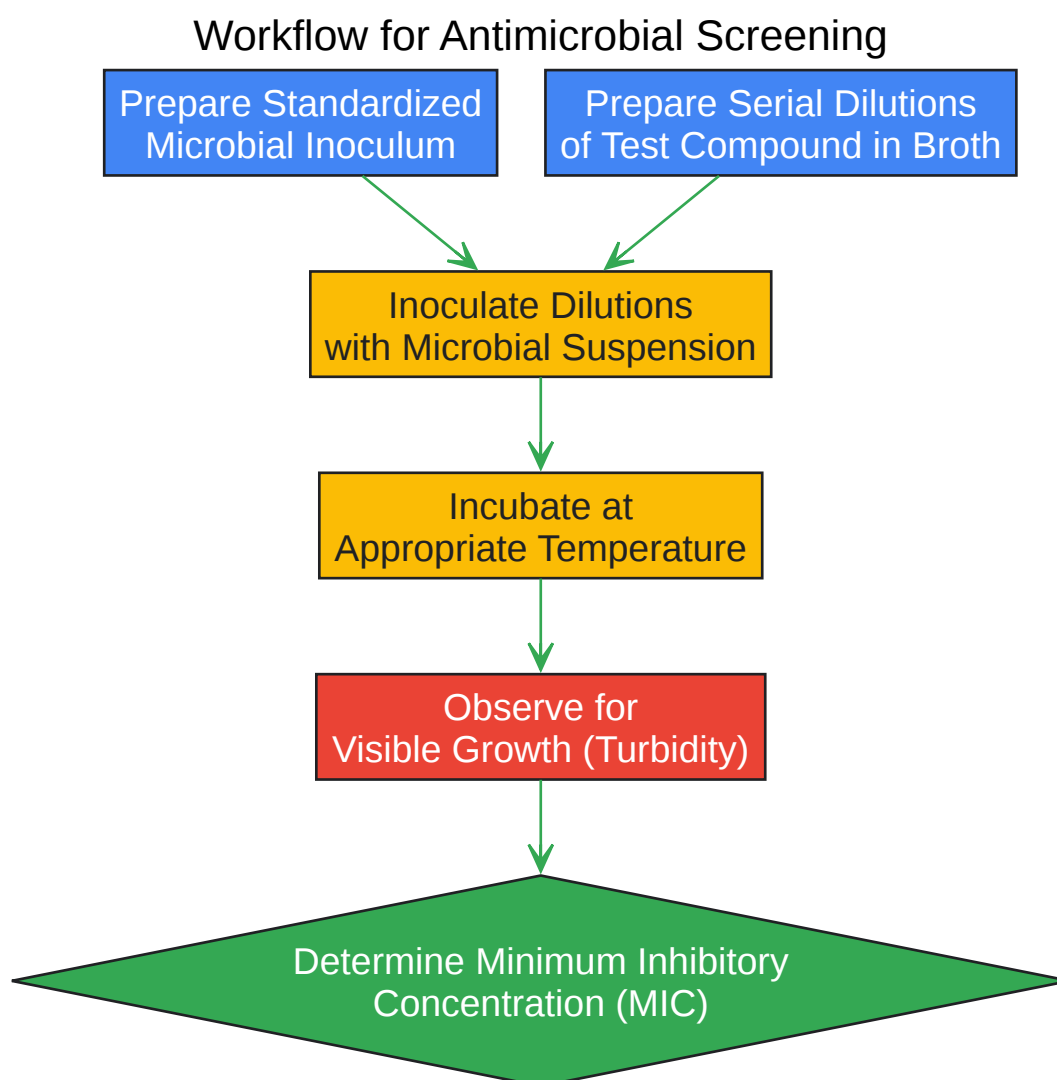 Workflow for Antimicrobial Screening
Prepare Standardized
Microbial Inoculum
Prepare Serial Dilutions
of Test Compound in Broth
Inoculate Dilutions
with Microbial Suspension
Incubate at
Appropriate Temperature
Observe for
Visible Growth (Turbidity)
Determine Minimum Inhibitory
Concentration (MIC)